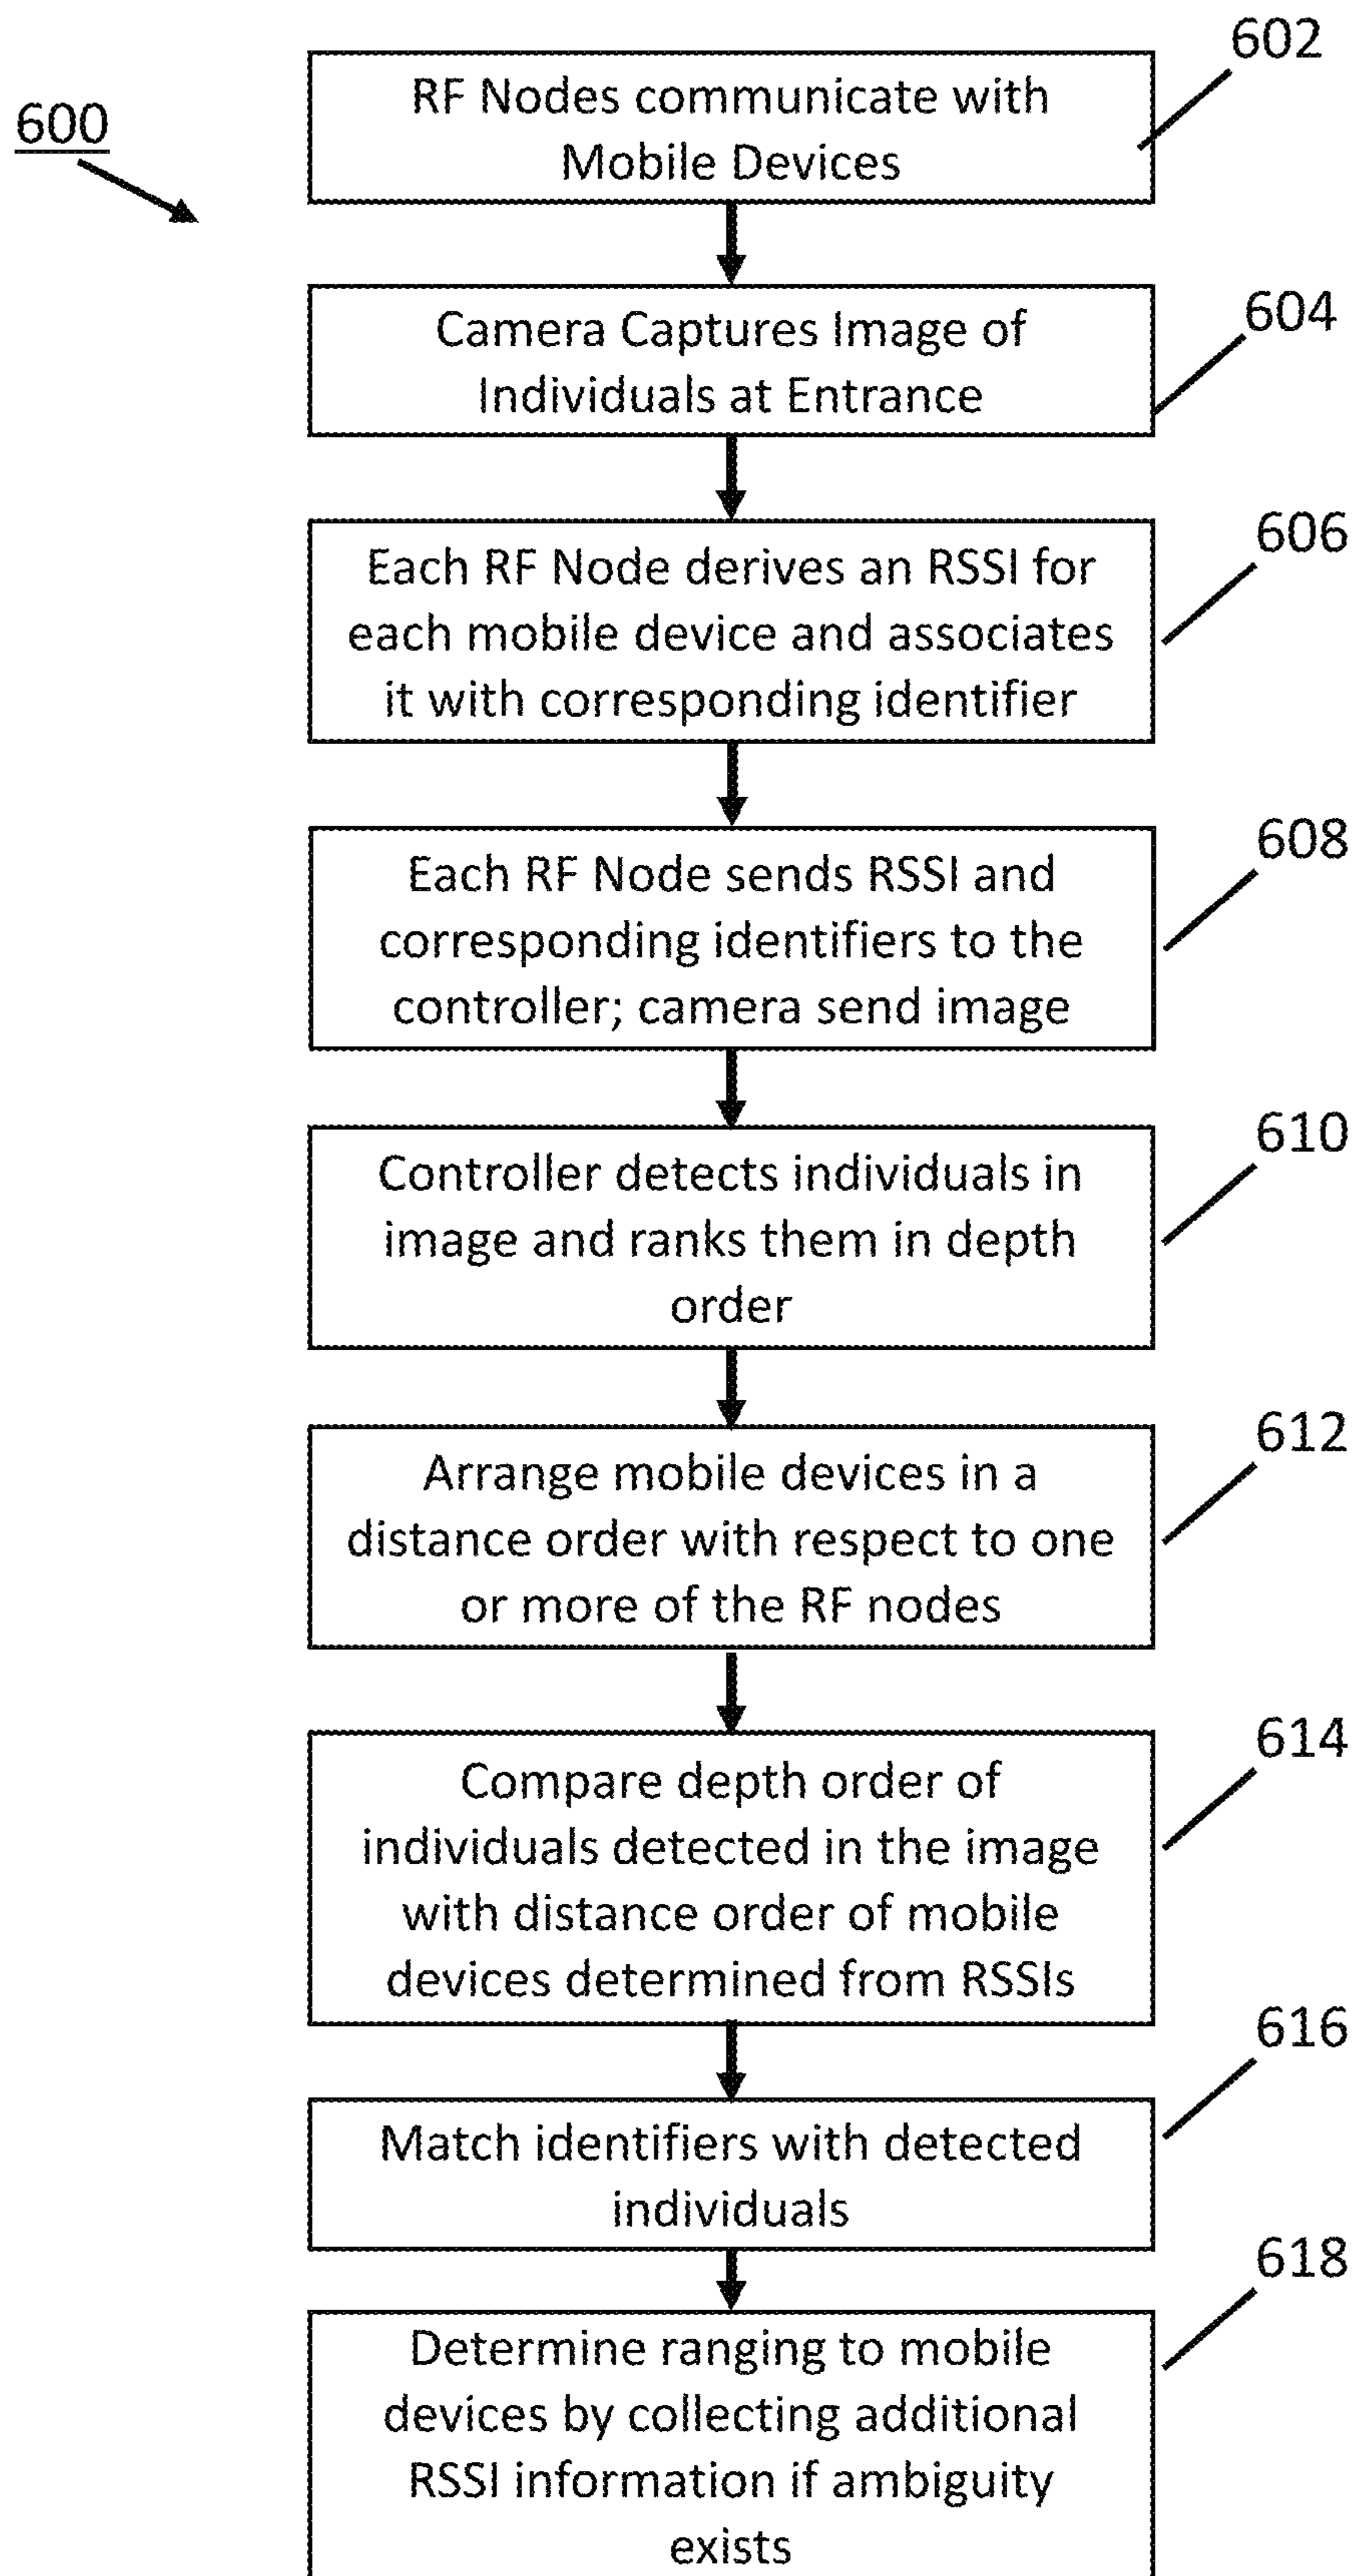 602
600
RF Nodes communicate with
Mobile Devices
604
Camera Captures Image of
Individuals at Entrance
606
Each RF Node derives an RSSI for
each mobile device and associates
it with corresponding identifier
608
Each RF Node sends RSSI and
corresponding identifiers to the
controller; camera send image
610
Controller detects individuals in
image and ranks them in depth
order
612
Arrange mobile devices in a
distance order with respect to one
or more of the RF nodes
614
Compare depth order of
individuals detected in the image
with distance order of mobile
devices determined from RSSIs
616
Match identifiers with detected
individuals
618
Determine ranging to mobile
devices by collecting additional
RSSI information if ambiguity
exists